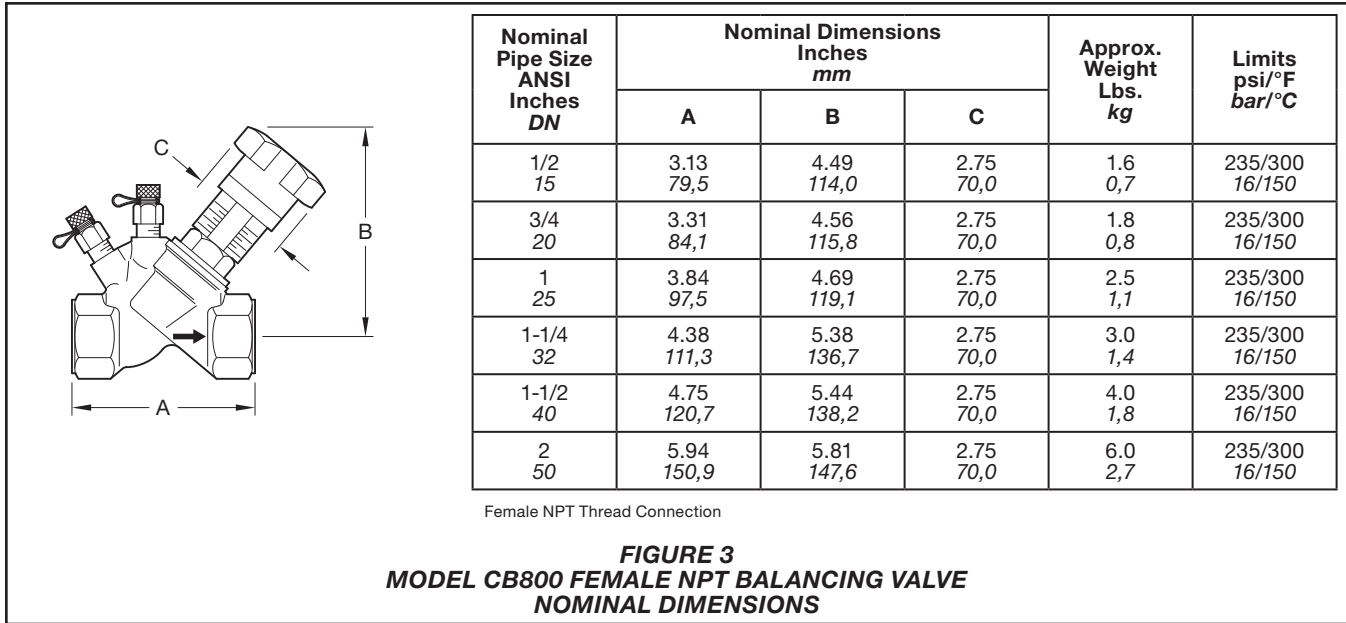 C
B
A
Nominal
Pipe Size
ANSI
Inches
DN
Nominal Dimensions
Inches
mm
Approx.
Weight
Lbs.
kg
Limits
psi/°F
bar/°C
A B C
1/2 3.13 4.49 2.75 1.6 235/300
15 79,5 114,0 70,0 0,7 16/150
3/4 3.31 4.56 2.75 1.8 235/300
20 84,1 115,8 70,0 0,8 16/150
1 3.84 4.69 2.75 2.5 235/300
25 97,5 119,1 70,0 1,1 16/150
1-1/4 4.38 5.38 2.75 3.0 235/300
32 111,3 136,7 70,0 1,4 16/150
1-1/2 4.75 5.44 2.75 4.0 235/300
40 120,7 138,2 70,0 1,8 16/150
2 5.94 5.81 2.75 6.0 235/300
50 150,9 147,6 70,0 2,7 16/150
Female NPT Thread Connection
FIGURE 3
MODEL CB800 FEMALE NPT BALANCING VALVE
NOMINAL DIMENSIONS